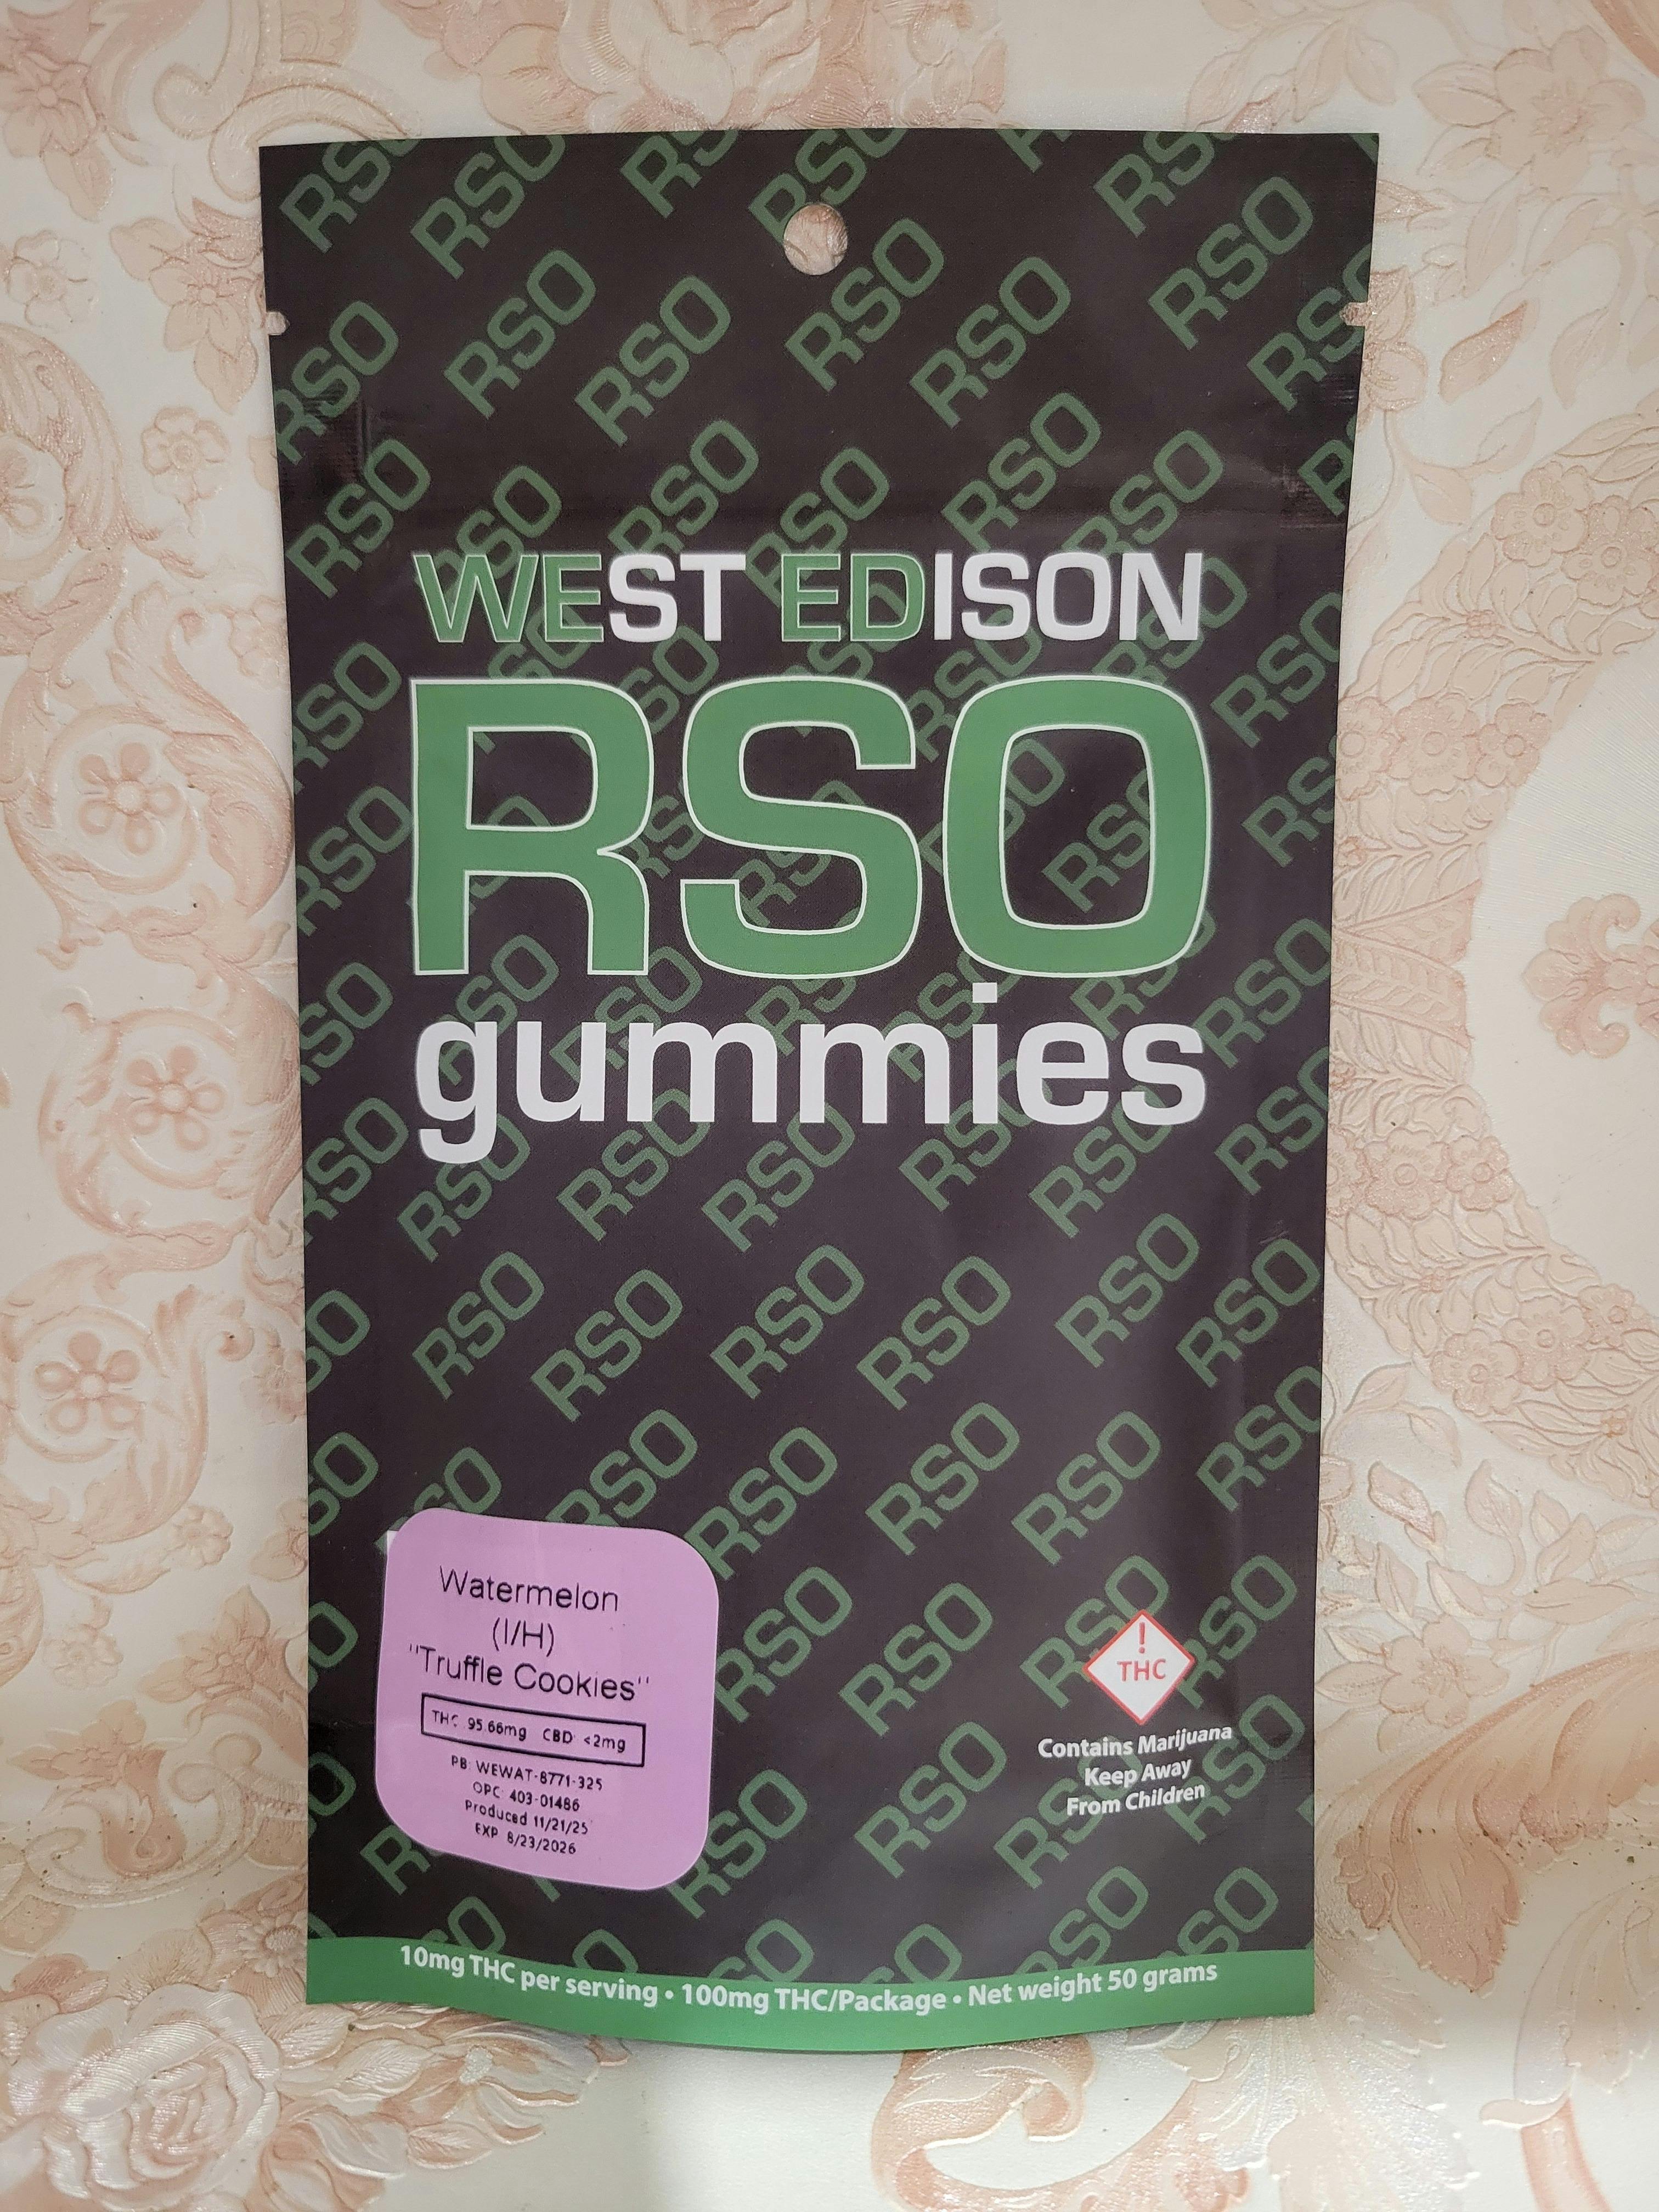 WEST EDISON
RSO
gummies
Watermelon
(I/H)
"Truffle Cookies"
THC: 95.66mg CBD: <2mg
PB: WEWAT-8771-325
OPC: 403-01486
Produced 11/21/25
EXP: 8/23/2026
!
THC
Contains Marijuana
Keep Away
From Children
10mg THC per serving • 100mg THC/Package • Net weight 50 grams